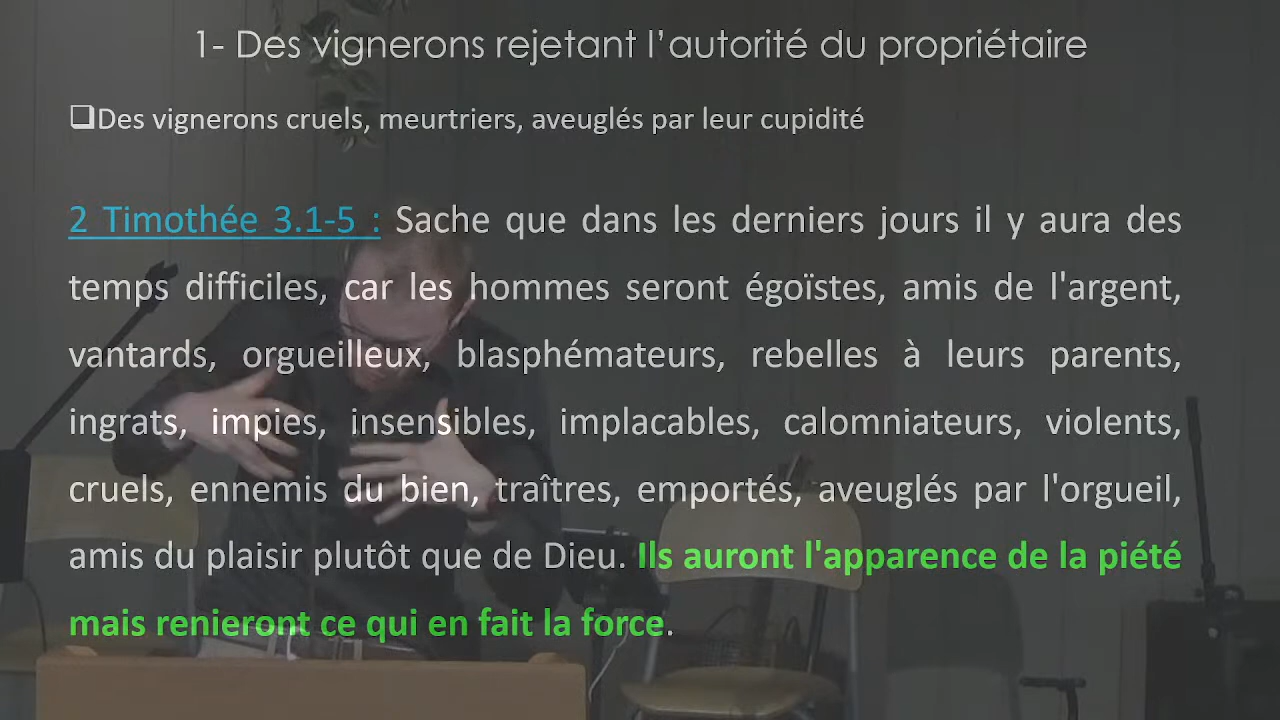 1- Des vignerons rejetant l’autorité du propriétaire
❑Des vignerons cruels, meurtriers, aveuglés par leur cupidité
2 Timothée 3.1-5 : Sache que dans les derniers jours il y aura des
temps difficiles, car les hommes seront égoïstes, amis de l'argent,
vantards, orgueilleux, blasphémateurs, rebelles à leurs parents,
ingrats, impies, insensibles, implacables, calomniateurs, violents,
cruels, ennemis du bien, traîtres, emportés, aveuglés par l'orgueil,
amis du plaisir plutôt que de Dieu. Ils auront l'apparence de la piété
mais renieront ce qui en fait la force.